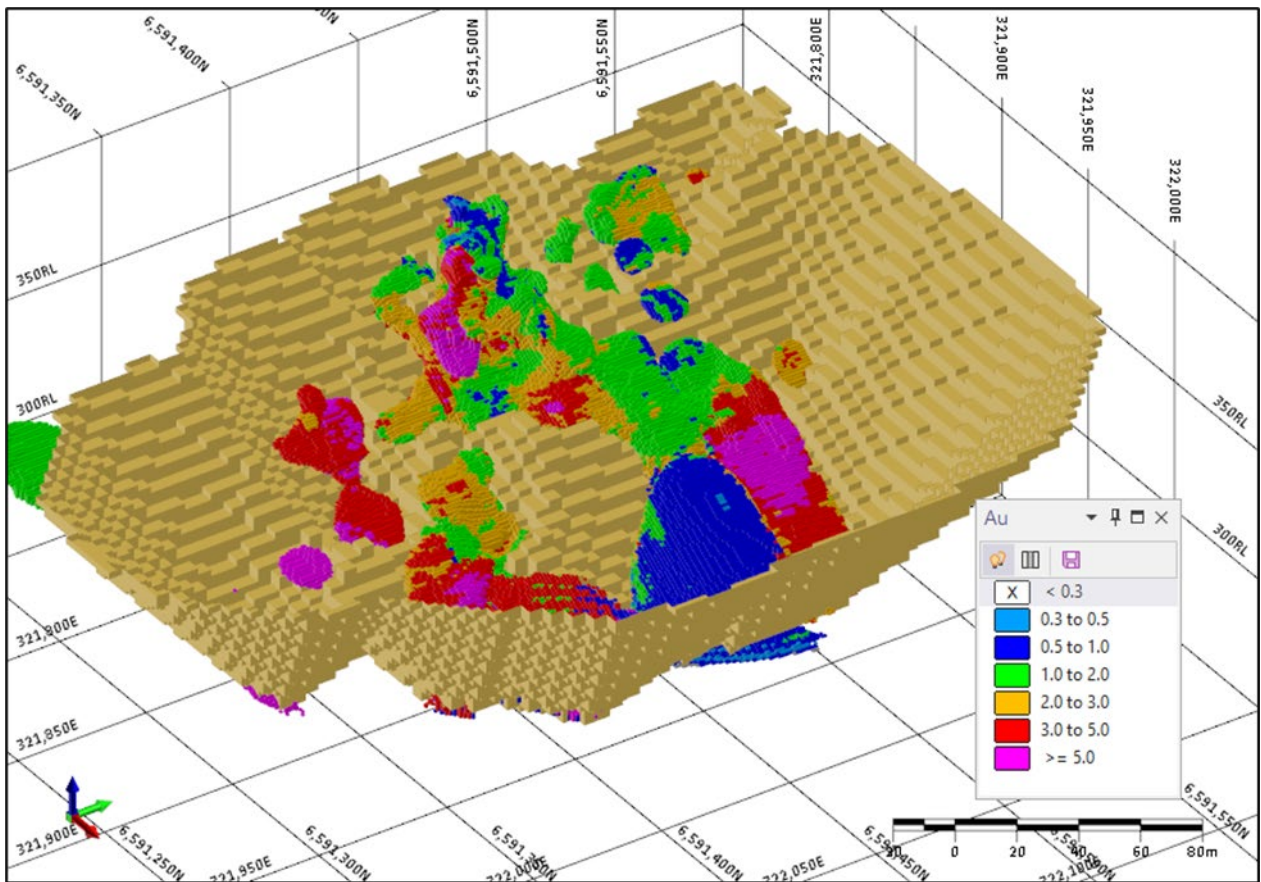 6,591,350N
6,591,400N
6,591,500N
6,591,550N
321,800E
321,900E
321,950E
322,000E
350RL
300RL
350RL
300RL
Au
X < 0.3
0.3 to 0.5
0.5 to 1.0
1.0 to 2.0
2.0 to 3.0
3.0 to 5.0
>= 5.0
321,800E
321,850E
321,900E
6,591,250N
6,591,300N
6,591,400N
6,591,550N
322,050E
0 20 60 80m